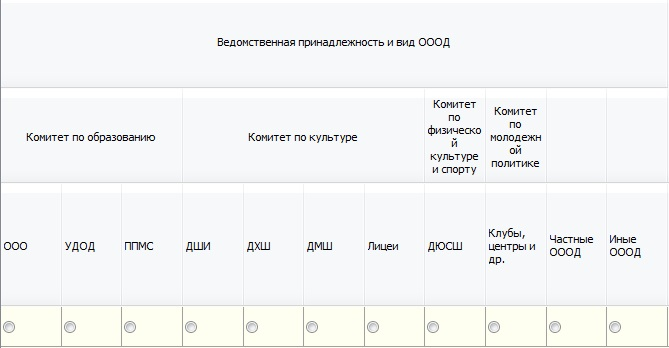 Ведомственная принадлежность и вид ОООД
Комитет по образованию
Комитет по культуре
Комитет
по
физическо
й
культуре
и спорту
Комитет
по
молодежн
ой
политике
ООО
УДОД
ППМС
ДШИ
ДХШ
ДМШ
Лицеи
ДЮСШ
Клубы,
центры и
др.
Частные
ОООД
Иные
ОООД